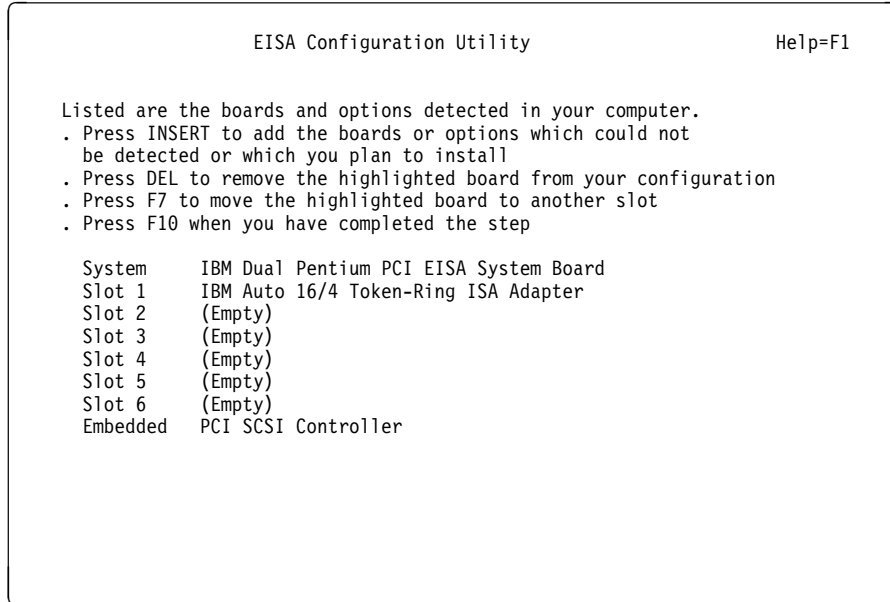 EISA Configuration Utility Help=F1
Listed are the boards and options detected in your computer.
. Press INSERT to add the boards or options which could not
be detected or which you plan to install
. Press DEL to remove the highlighted board from your configuration
. Press F7 to move the highlighted board to another slot
. Press F10 when you have completed the step
System IBM Dual Pentium PCI EISA System Board
Slot 1 IBM Auto 16/4 Token-Ring ISA Adapter
Slot 2 (Empty)
Slot 3 (Empty)
Slot 4 (Empty)
Slot 5 (Empty)
Slot 6 (Empty)
Embedded PCI SCSI Controller